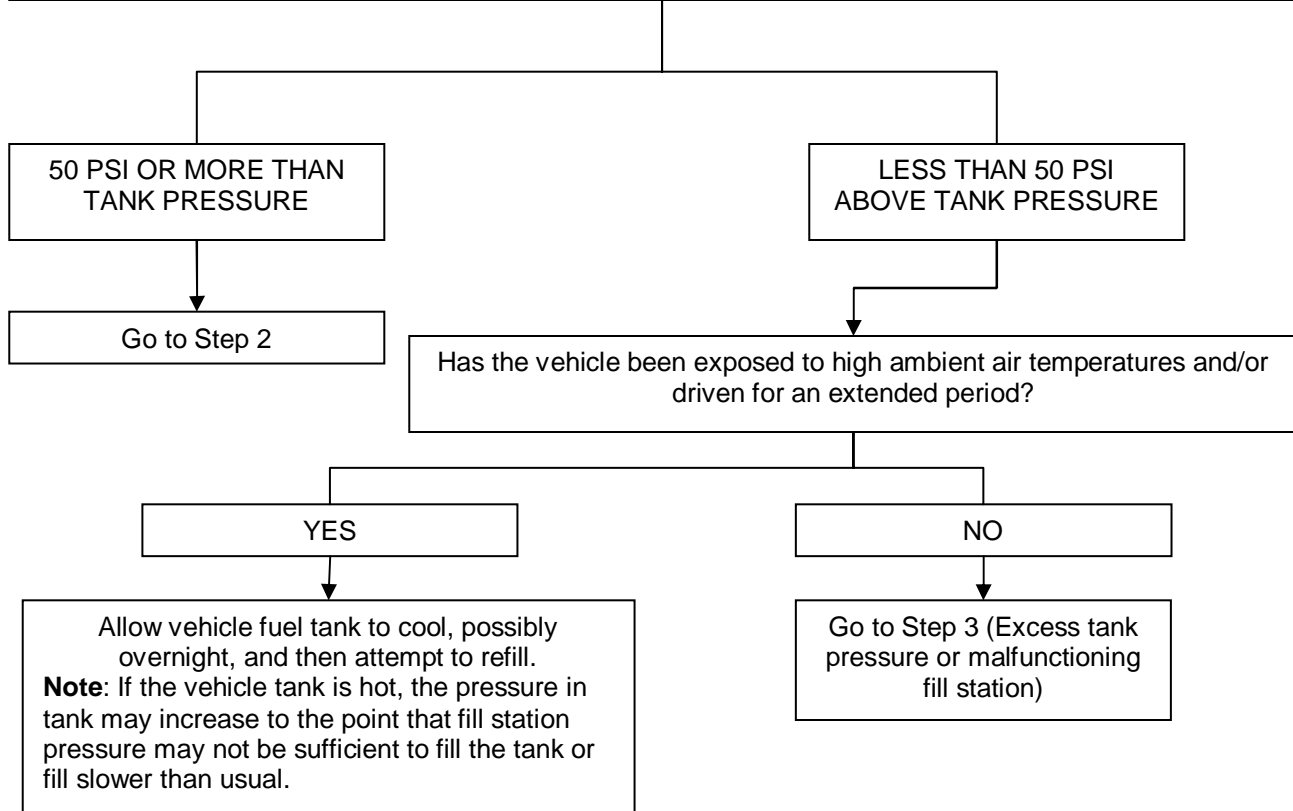 50 PSI OR MORE THAN
TANK PRESSURE
LESS THAN 50 PSI
ABOVE TANK PRESSURE
Go to Step 2
Has the vehicle been exposed to high ambient air temperatures and/or
driven for an extended period?
YES
NO
Allow vehicle fuel tank to cool, possibly
overnight, and then attempt to refill.
Note: If the vehicle tank is hot, the pressure in
tank may increase to the point that fill station
pressure may not be sufficient to fill the tank or
fill slower than usual.
Go to Step 3 (Excess tank
pressure or malfunctioning
fill station)